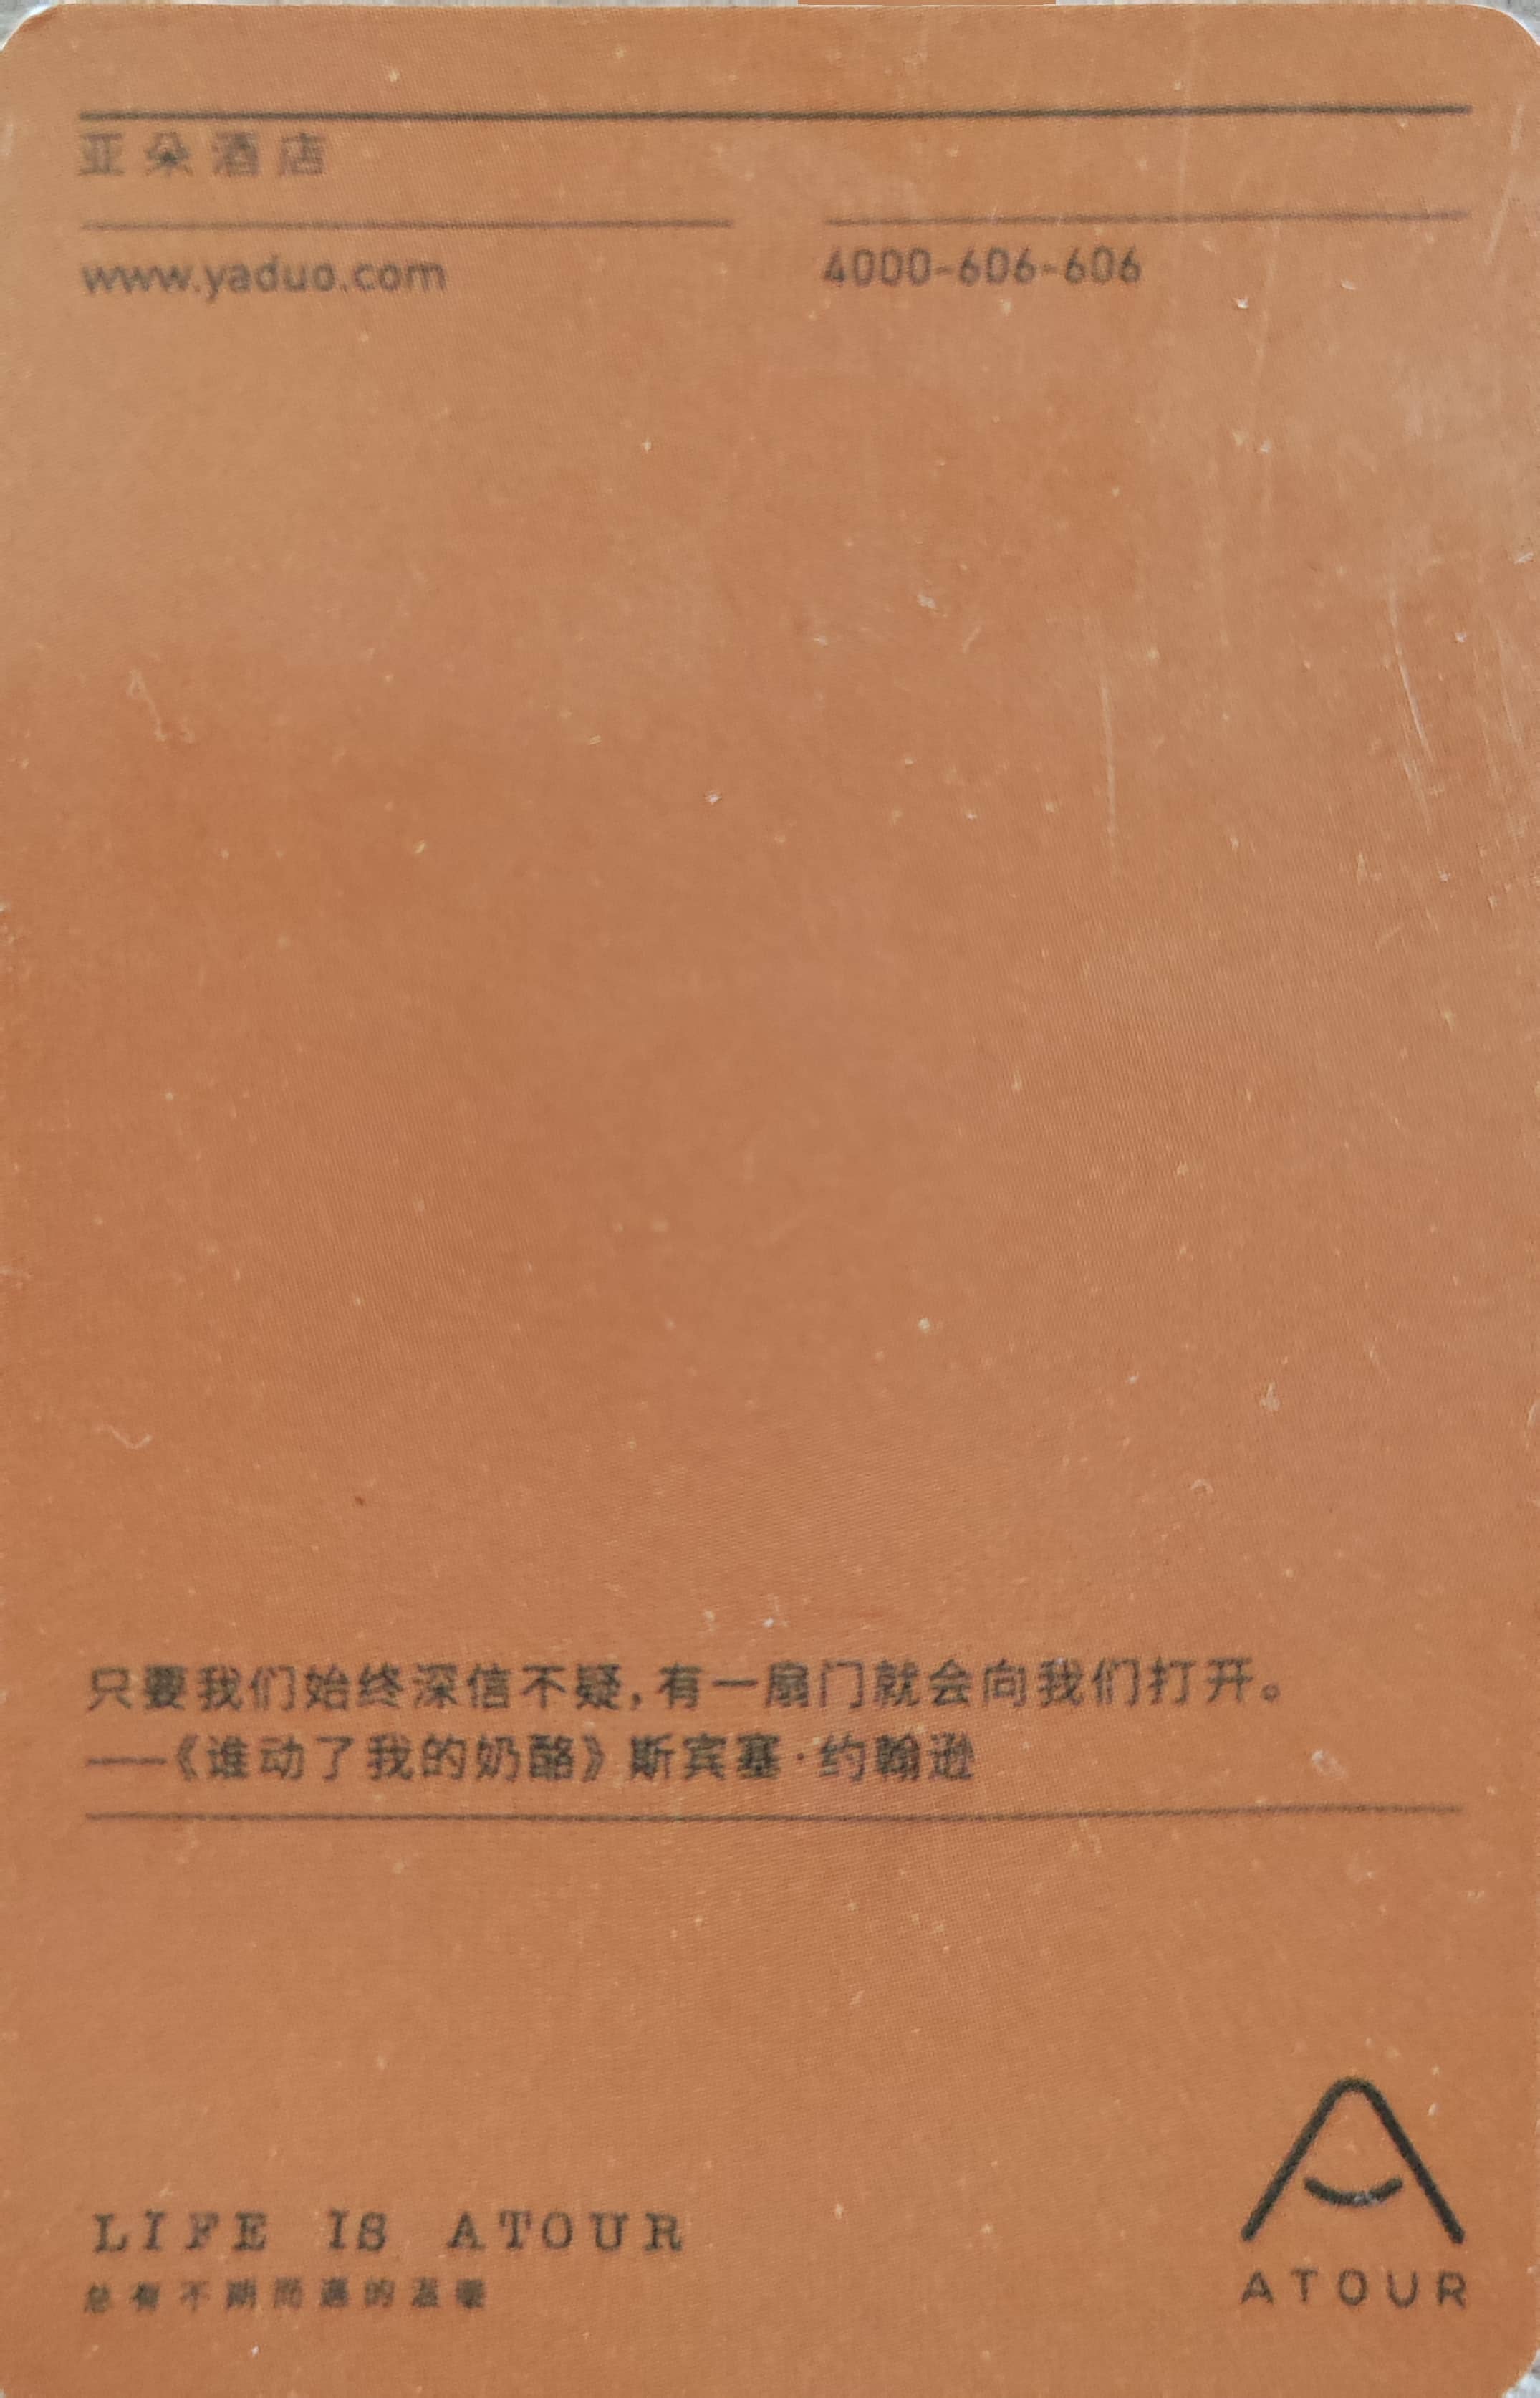 亚朵酒店
www.yaduo.com
4000-606-606
只要我们始终深信不疑,有一扇门就会向我们打开。
——《谁动了我的奶酪》斯宾塞·约翰逊
LIFE IS ATOUR
总有不期而遇的温暖
ATOUR